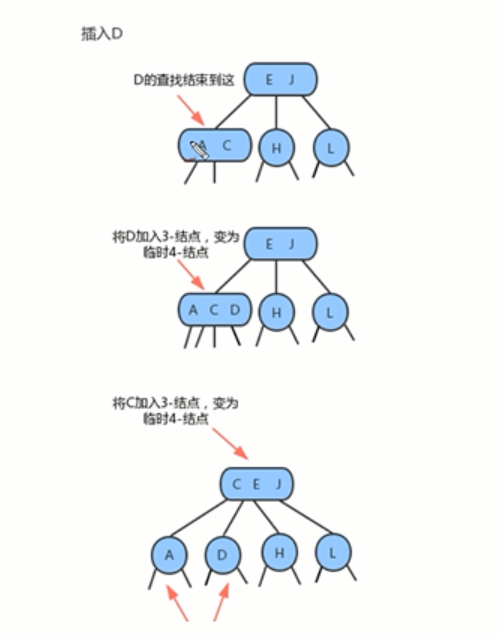 插入D
D的查找结束到这
E J
A C
H
L
将D加入3-结点，变为
临时4-结点
E J
A C D
H
L
将C加入3-结点，变为
临时4-结点
C E J
A
D
H
L